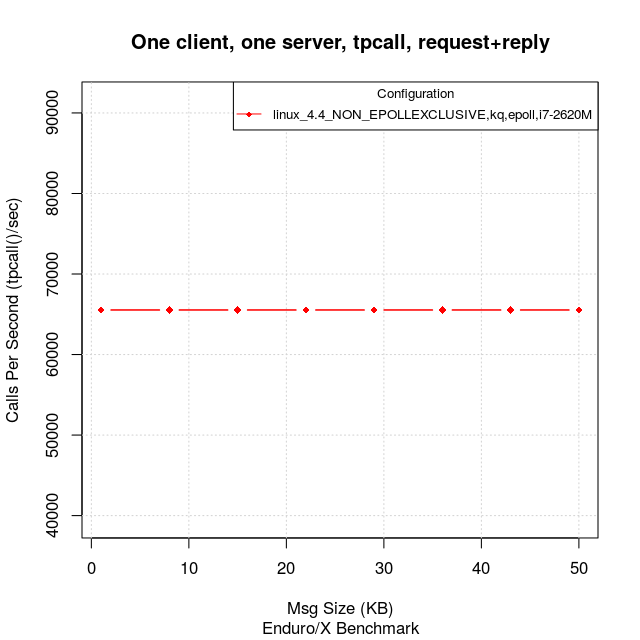 One client, one server, tpcall, request+reply
Configuration
linux_4.4_NON_EPOLLEXCLUSIVE,kq,epoll,i7-2620M
Calls Per Second (tpcall()/sec)
90000
80000
70000
60000
50000
40000
0 10 20 30 40 50
Msg Size (KB)
Enduro/X Benchmark